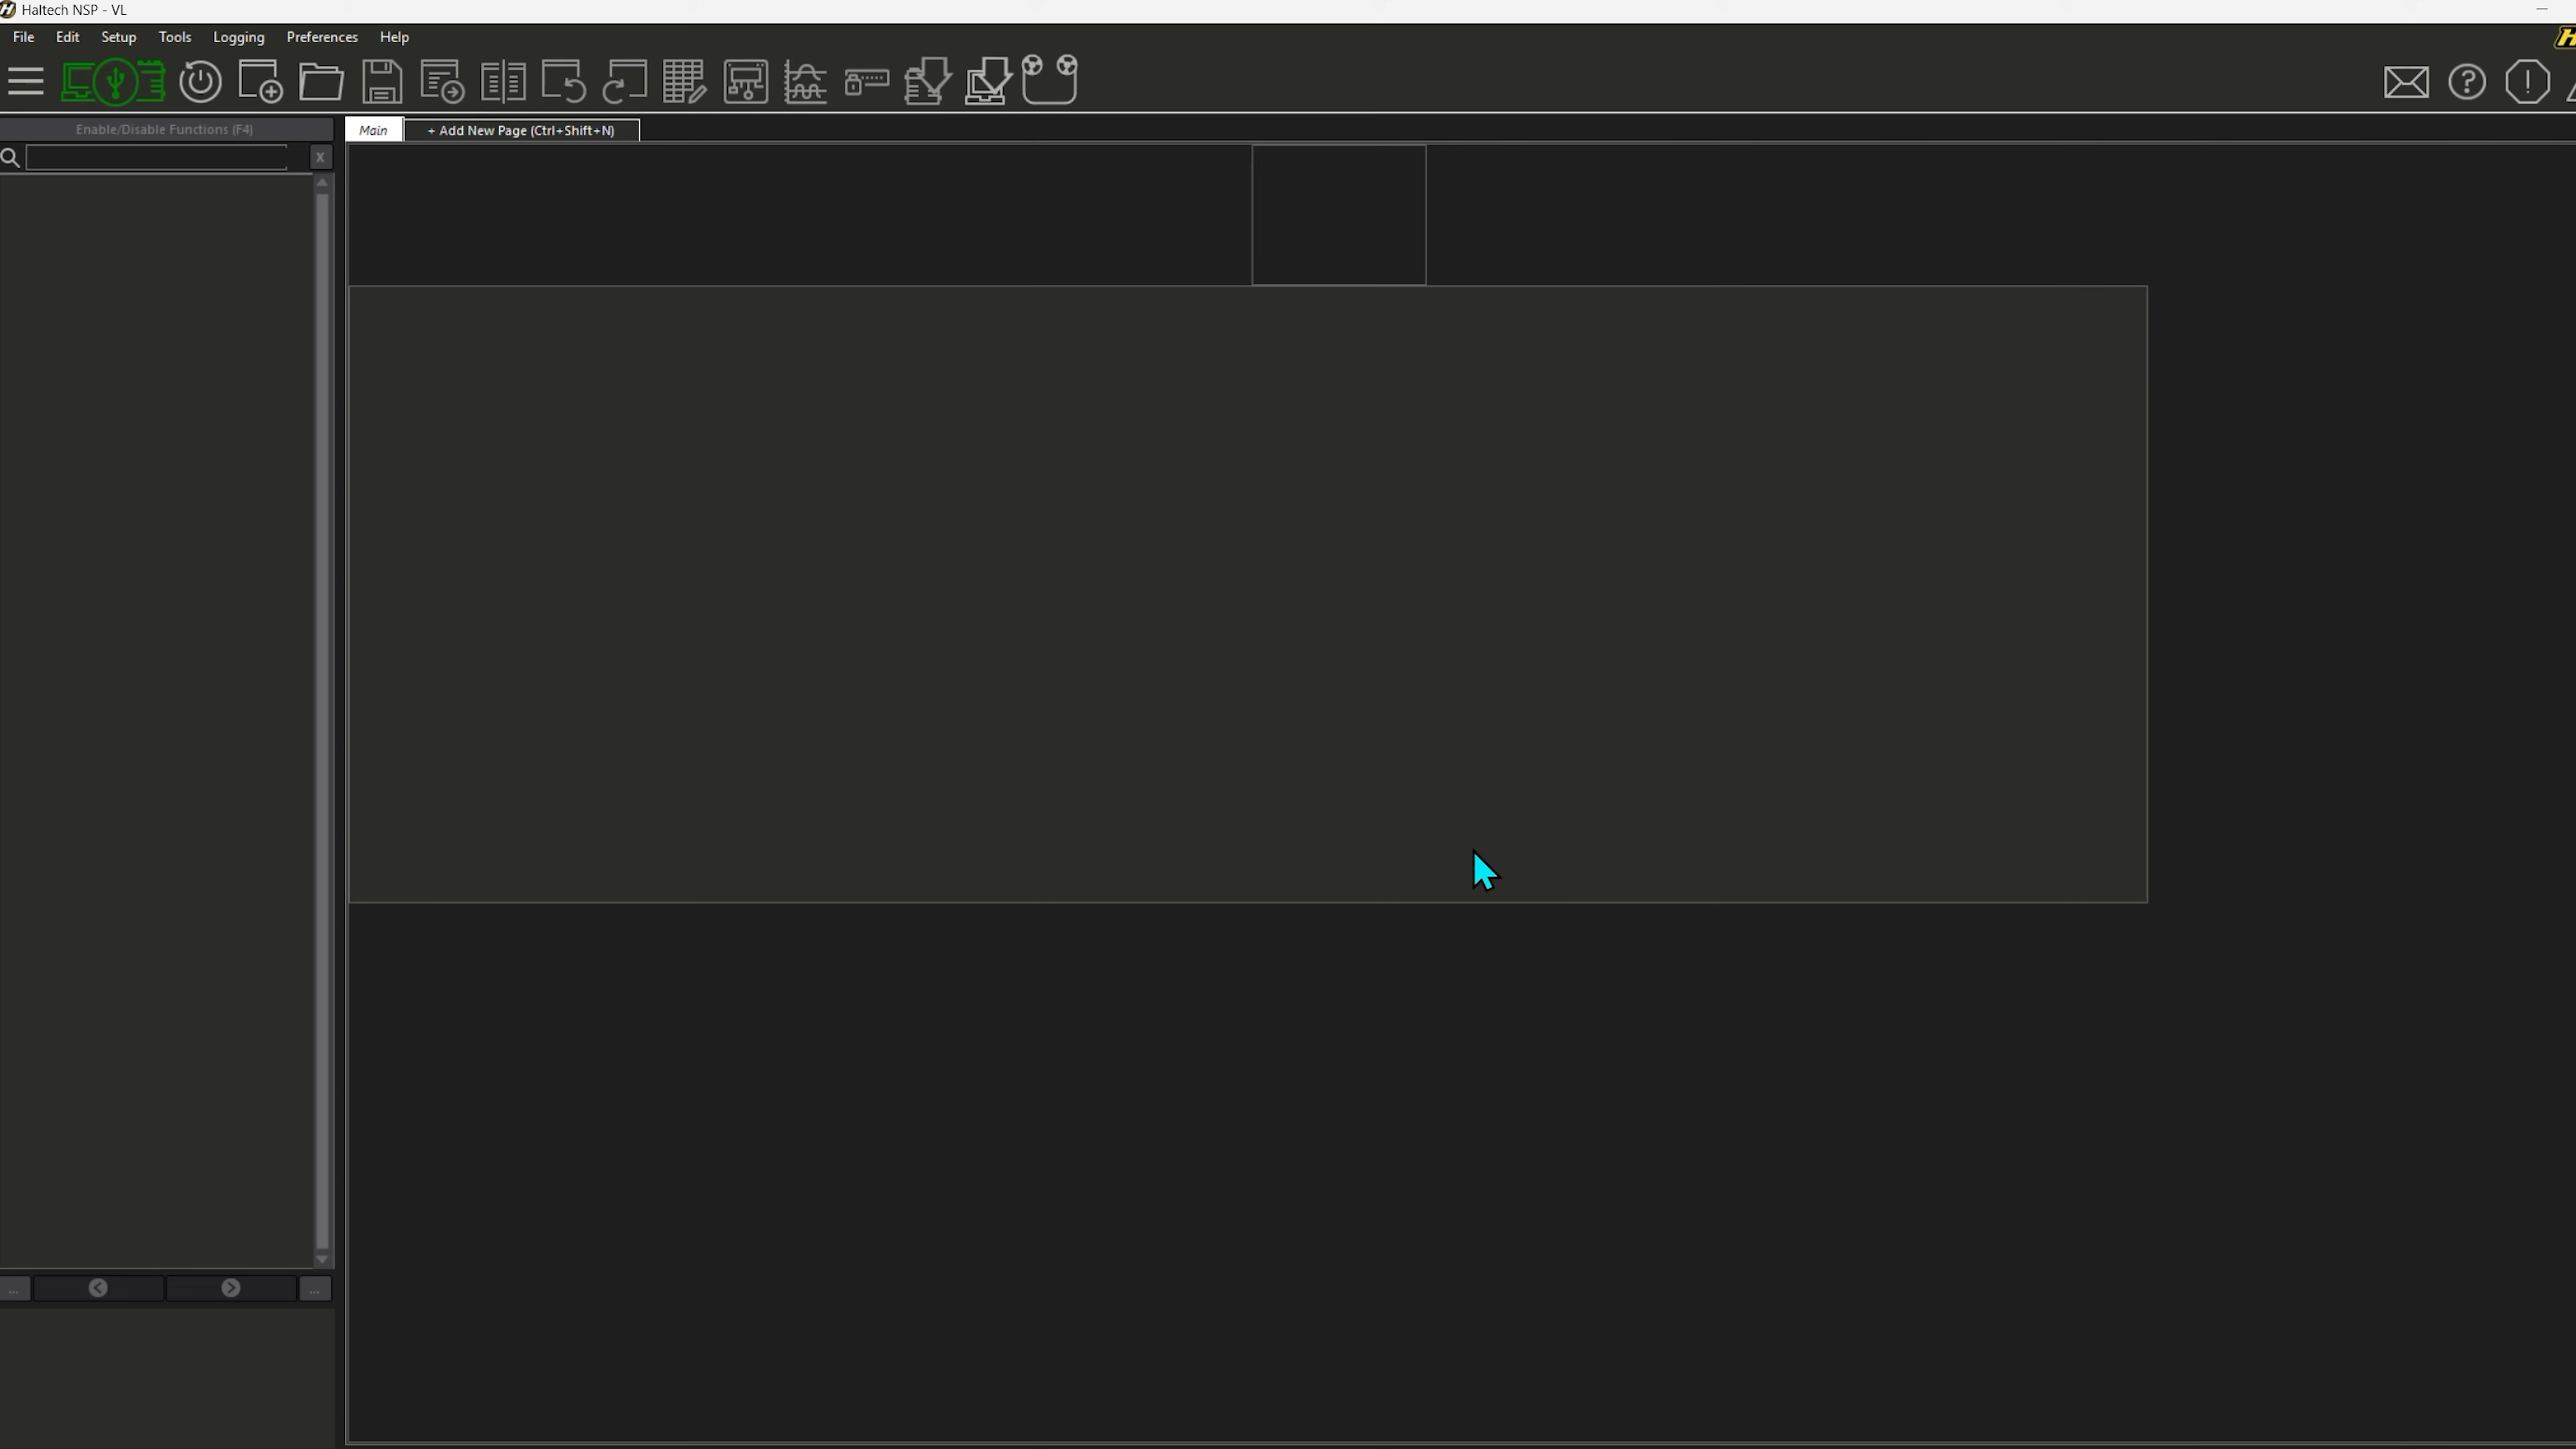 Haltech NSP - VL
File Edit Setup Tools Logging Preferences Help
Enable/Disable Functions (F4)
Main + Add New Page (Ctrl+Shift+N)
X
... ...